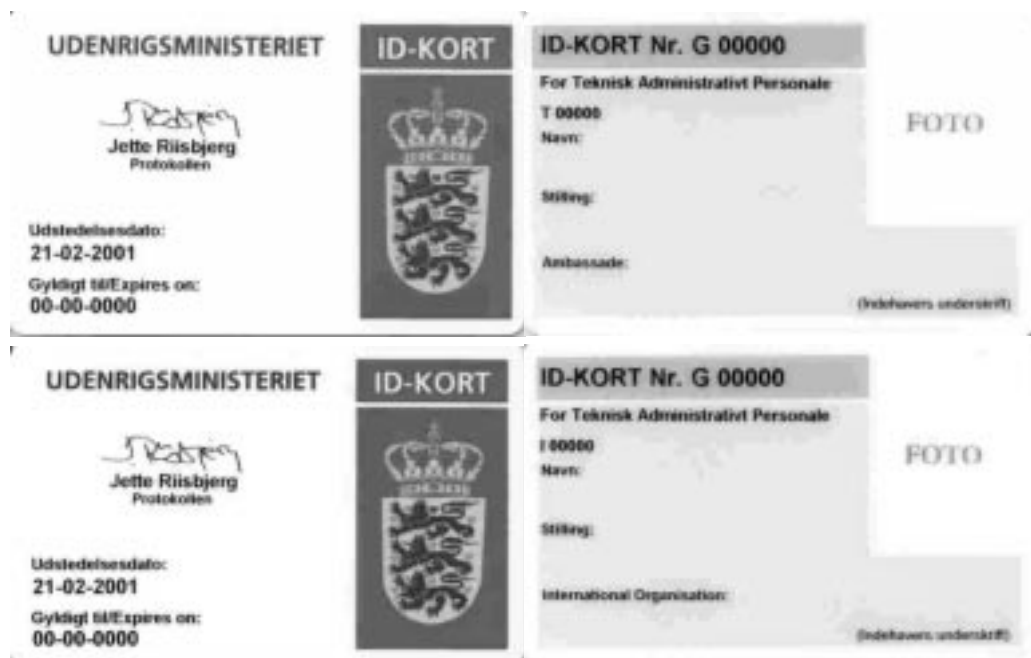 UDENRIGSMINISTERIET
ID-KORT
Jette Riisbjerg
Protokollen
Udstedelsesdato:
21-02-2001
Gyldigt til/Expires on:
00-00-0000
ID-KORT Nr. G 00000
For Teknisk Administrativt Personale
T 00000
Navn:
FOTO
Stilling:
Ambassade:
(Indehavers underskrift)
UDENRIGSMINISTERIET
ID-KORT
Jette Riisbjerg
Protokollen
Udstedelsesdato:
21-02-2001
Gyldigt til/Expires on:
00-00-0000
ID-KORT Nr. G 00000
For Teknisk Administrativt Personale
I 00000
Navn:
FOTO
Stilling:
International Organisation:
(Indehavers underskrift)